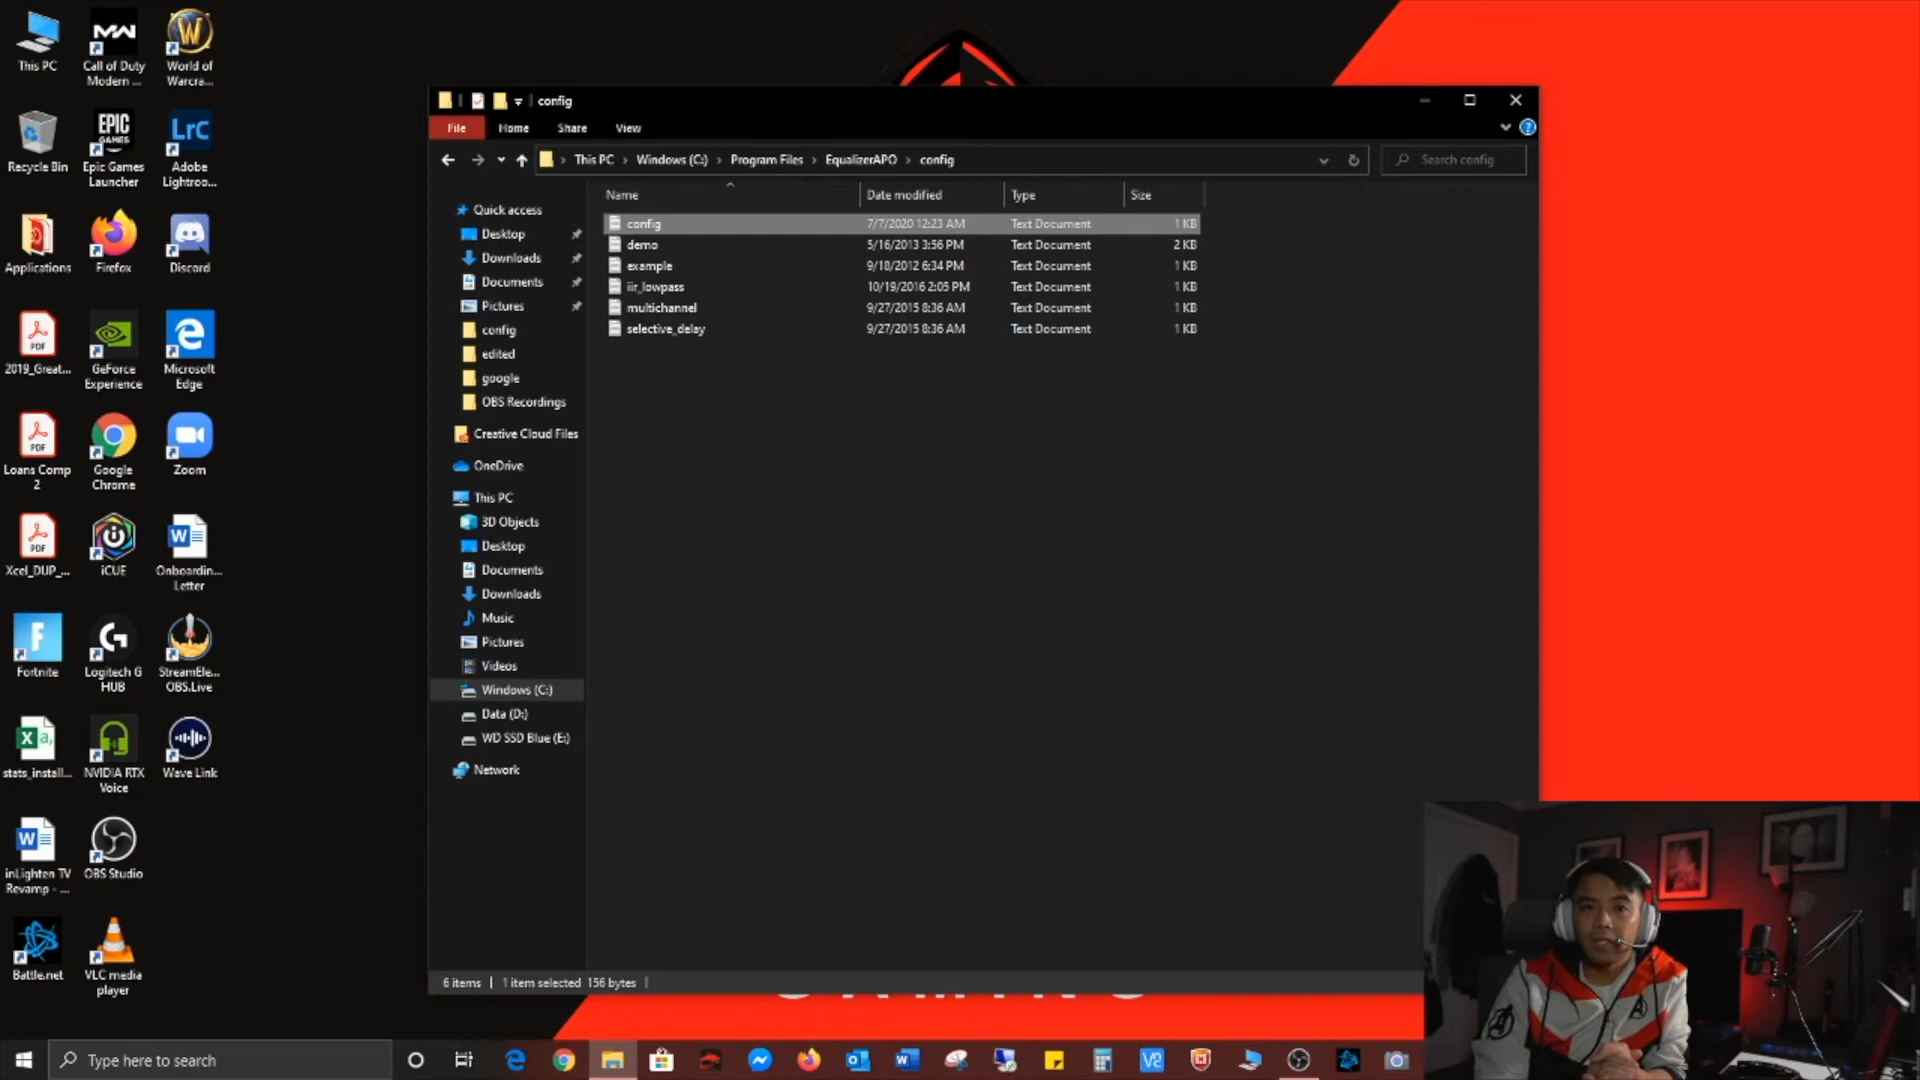 This PC
Call of Duty
Modern ...
World of
Warcra...
Recycle Bin
EPIC
GAMES
Epic Games
Launcher
LrC
Adobe
Lightroo...
Applications
Firefox
Discord
PDF
2019_Great...
GeForce
Experience
Microsoft
Edge
PDF
Loans Comp
2
Google
Chrome
Zoom
PDF
Xcel_DUP_...
iCUE
Onboardin...
Letter
Fortnite
Logitech G
HUB
StreamEle...
OBS.Live
stats_install...
NVIDIA RTX
Voice
Wave Link
inLighten TV
Revamp - ...
OBS Studio
Battle.net
VLC media
player
config
File
Home
Share
View
This PC
Windows (C:)
Program Files
EqualizerAPO
config
Search config
Name
Date modified
Type
Size
config 7/7/2020 12:23 AM Text Document 1 KB
demo 5/16/2013 3:56 PM Text Document 2 KB
example 9/18/2012 6:34 PM Text Document 1 KB
iir_lowpass 10/19/2016 2:05 PM Text Document 1 KB
multichannel 9/27/2015 8:36 AM Text Document 1 KB
selective_delay 9/27/2015 8:36 AM Text Document 1 KB
Quick access
Desktop
Downloads
Documents
Pictures
config
edited
google
OBS Recordings
Creative Cloud Files
OneDrive
This PC
3D Objects
Desktop
Documents
Downloads
Music
Pictures
Videos
Windows (C:)
Data (D:)
WD SSD Blue (E:)
Network
6 items
1 item selected 156 bytes
Type here to search